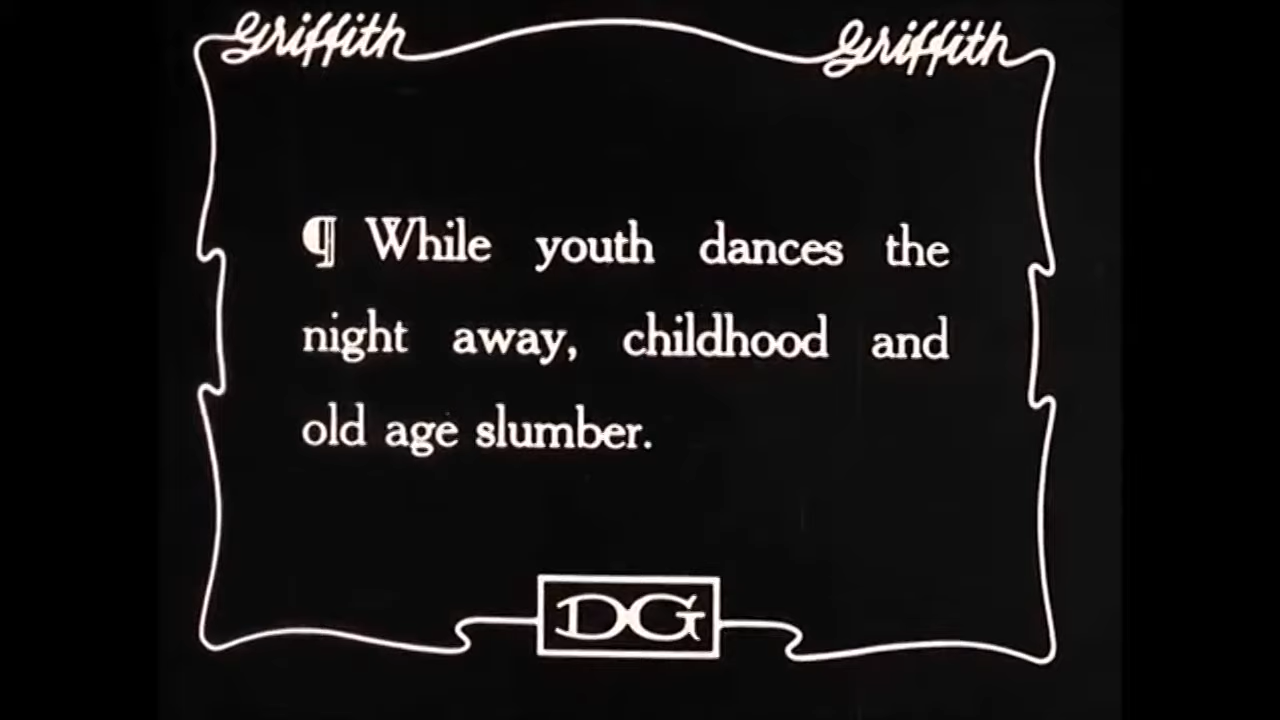 Griffith Griffith
¶ While youth dances the
night away, childhood and
old age slumber.
DG